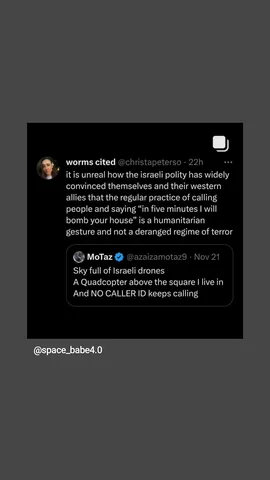 worms cited @christapeterso · 22h
it is unreal how the israeli polity has widely
convinced themselves and their western
allies that the regular practice of calling
people and saying "in five minutes I will
bomb your house" is a humanitarian
gesture and not a deranged regime of terror
MoTaz @azaizamotaz9 · Nov 21
Sky full of Israeli drones
A Quadcopter above the square I live in
And NO CALLER ID keeps calling
@space_babe4.0